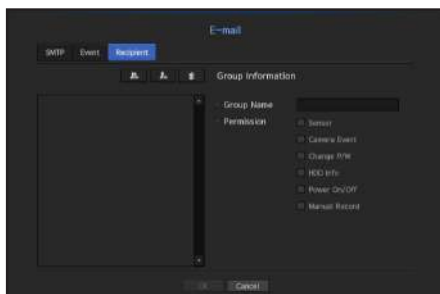 E-mail
SMTP Event Recipient
Group Information
Group Name
Permission
Sensor
Camera Event
Change P/W
HDD Info
Power On/Off
Manual Record
OK Cancel